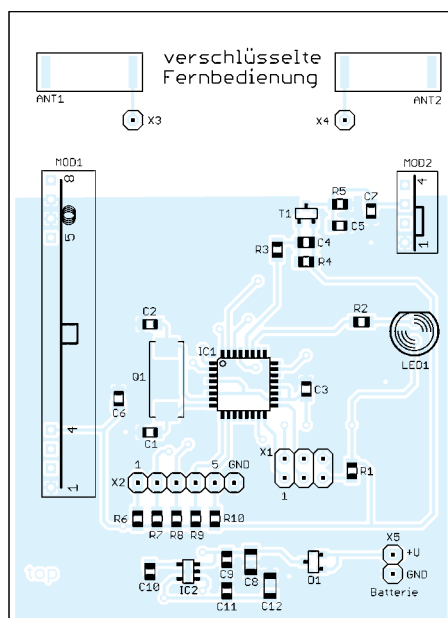 verschlüsselte
Fernbedienung
ANT1
ANT2
X3
X4
MOD1
MOD2
8
5
4
1
4
1
R5
C7
T1
C5
C4
R3
R4
C2
R2
IC1
LED1
Q1
C3
C6
C1
X1
1
R1
1
5
GND
X2
R6
R7
R8
R9
R10
X5
+U
GND
Batterie
C9
C8
D1
C10
IC2
C11
C12
top